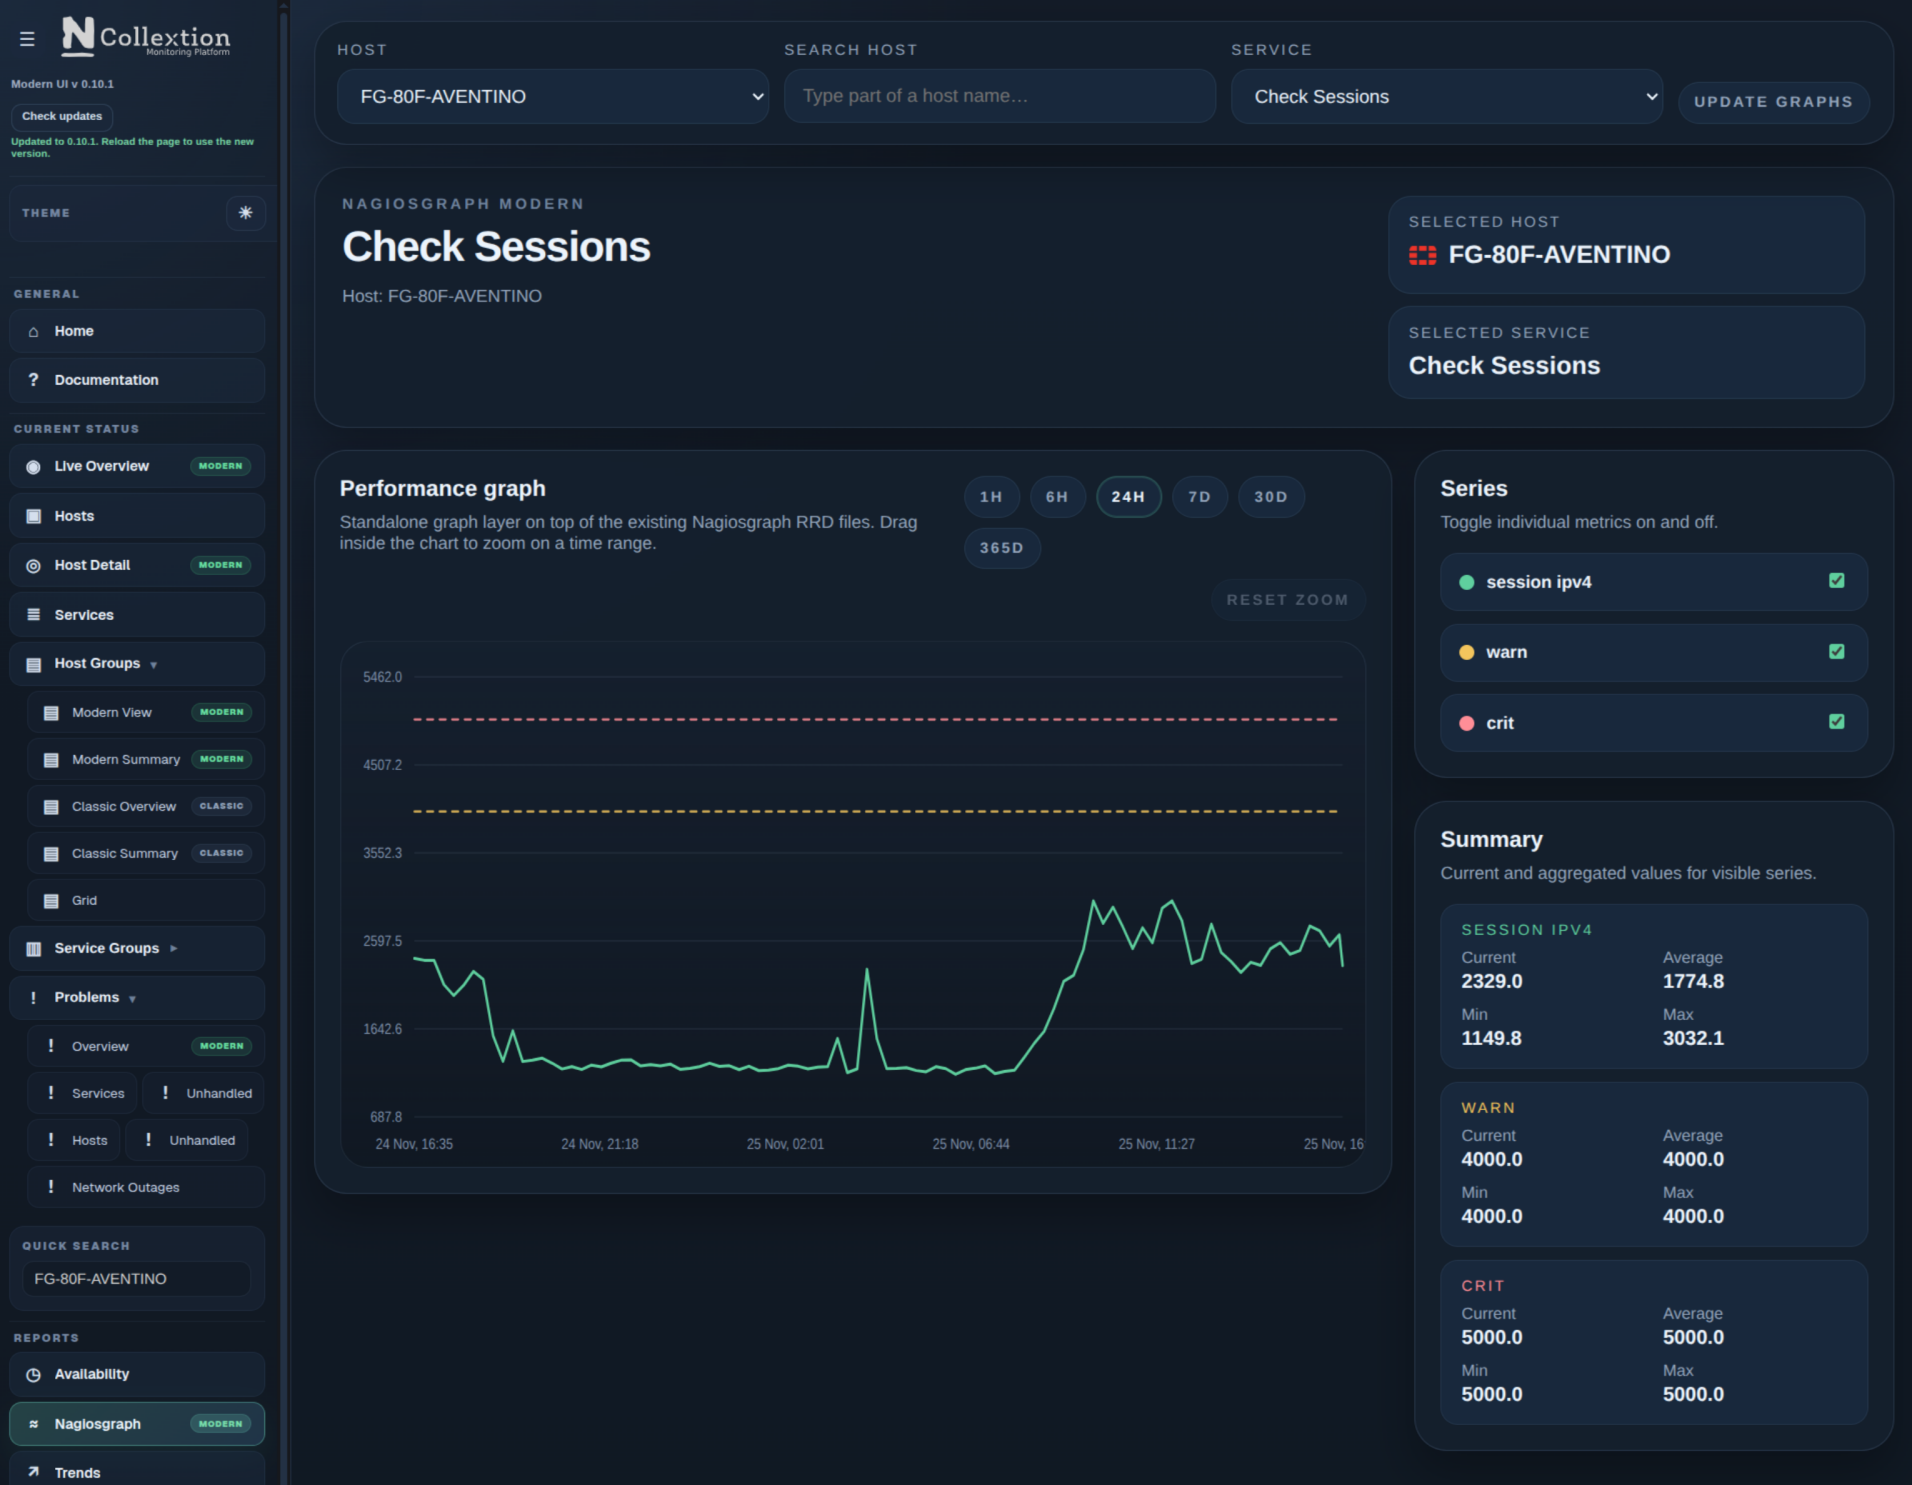 ☰ N Collextion
Monitoring Platform
Modern UI v 0.10.1
Check updates
Updated to 0.10.1. Reload the page to use the new
version.
THEME
GENERAL
Home
? Documentation
CURRENT STATUS
Live Overview MODERN
Hosts
Host Detail MODERN
Services
Host Groups ▾
Modern View MODERN
Modern Summary MODERN
Classic Overview CLASSIC
Classic Summary CLASSIC
Grid
Service Groups ▸
! Problems ▾
! Overview MODERN
! Services ! Unhandled
! Hosts ! Unhandled
! Network Outages
QUICK SEARCH
FG-80F-AVENTINO
REPORTS
Availability
≈ Nagiosgraph MODERN
Trends
HOST
FG-80F-AVENTINO
SEARCH HOST
Type part of a host name…
SERVICE
Check Sessions
UPDATE GRAPHS
NAGIOSGRAPH MODERN
Check Sessions
Host: FG-80F-AVENTINO
SELECTED HOST
FG-80F-AVENTINO
SELECTED SERVICE
Check Sessions
Performance graph
Standalone graph layer on top of the existing Nagiosgraph RRD files. Drag
inside the chart to zoom on a time range.
1H 6H 24H 7D 30D
365D
RESET ZOOM
5462.0
4507.2
3552.3
2597.5
1642.6
687.8
24 Nov, 16:35 24 Nov, 21:18 25 Nov, 02:01 25 Nov, 06:44 25 Nov, 11:27 25 Nov, 16
Series
Toggle individual metrics on and off.
session ipv4
warn
crit
Summary
Current and aggregated values for visible series.
SESSION IPV4
Current Average
2329.0 1774.8
Min Max
1149.8 3032.1
WARN
Current Average
4000.0 4000.0
Min Max
4000.0 4000.0
CRIT
Current Average
5000.0 5000.0
Min Max
5000.0 5000.0